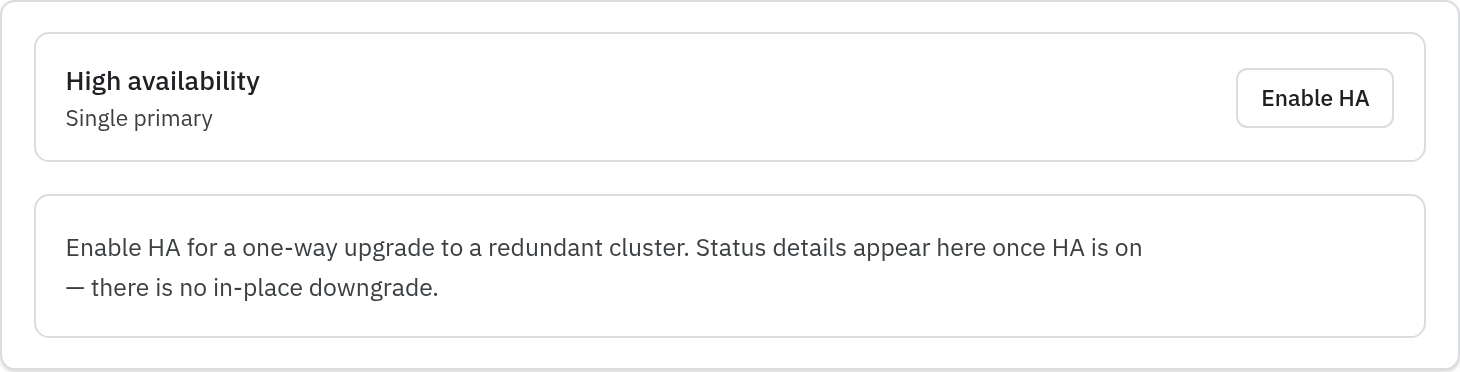 High availability
Single primary
Enable HA
Enable HA for a one-way upgrade to a redundant cluster. Status details appear here once HA is on
— there is no in-place downgrade.